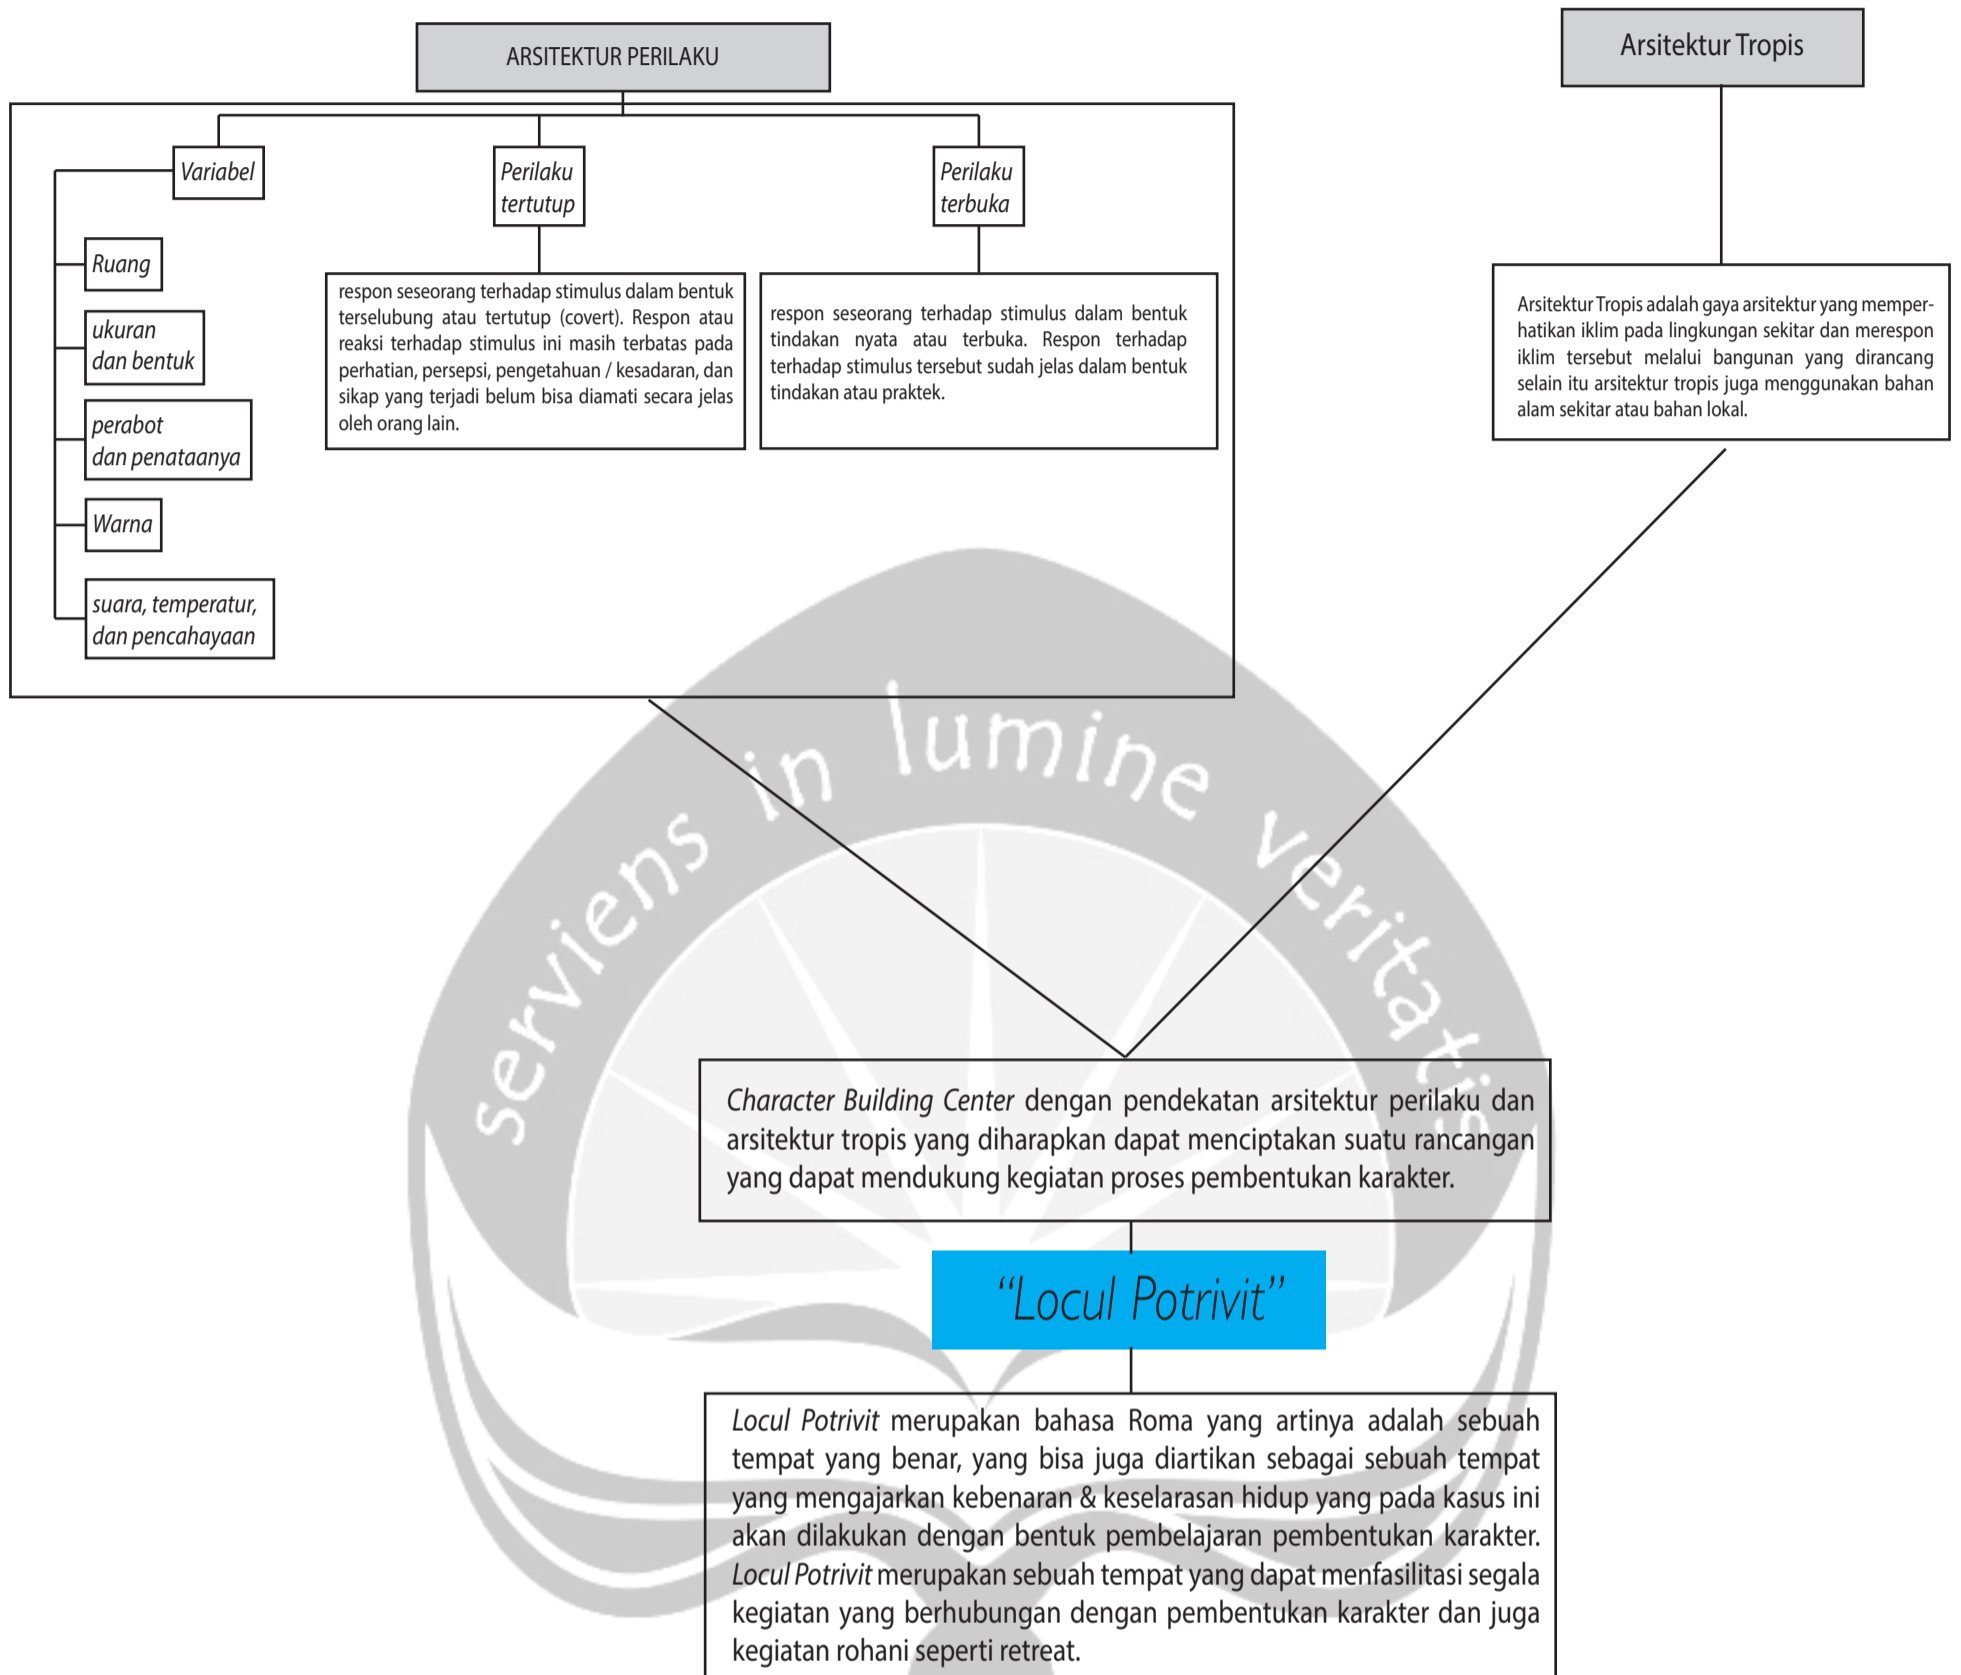 ARSITEKTUR PERILAKU
Arsitektur Tropis
Variabel
Perilaku
tertutup
Perilaku
terbuka
Ruang
ukuran
dan bentuk
perabot
dan penataanya
Warna
suara, temperatur,
dan pencahayaan
respon seseorang terhadap stimulus dalam bentuk
terselubung atau tertutup (covert). Respon atau
reaksi terhadap stimulus ini masih terbatas pada
perhatian, persepsi, pengetahuan / kesadaran, dan
sikap yang terjadi belum bisa diamati secara jelas
oleh orang lain.
respon seseorang terhadap stimulus dalam bentuk
tindakan nyata atau terbuka. Respon terhadap
terhadap stimulus tersebut sudah jelas dalam bentuk
tindakan atau praktek.
Arsitektur Tropis adalah gaya arsitektur yang memper-
hatikan iklim pada lingkungan sekitar dan merespon
iklim tersebut melalui bangunan yang dirancang
selain itu arsitektur tropis juga menggunakan bahan
alam sekitar atau bahan lokal.
serviens in lumine veritatis
Character Building Center dengan pendekatan arsitektur perilaku dan
arsitektur tropis yang diharapkan dapat menciptakan suatu rancangan
yang dapat mendukung kegiatan proses pembentukan karakter.
“Locul Potrivit”
Locul Potrivit merupakan bahasa Roma yang artinya adalah sebuah
tempat yang benar, yang bisa juga diartikan sebagai sebuah tempat
yang mengajarkan kebenaran & keselarasan hidup yang pada kasus ini
akan dilakukan dengan bentuk pembelajaran pembentukan karakter.
Locul Potrivit merupakan sebuah tempat yang dapat menfasilitasi segala
kegiatan yang berhubungan dengan pembentukan karakter dan juga
kegiatan rohani seperti retreat.